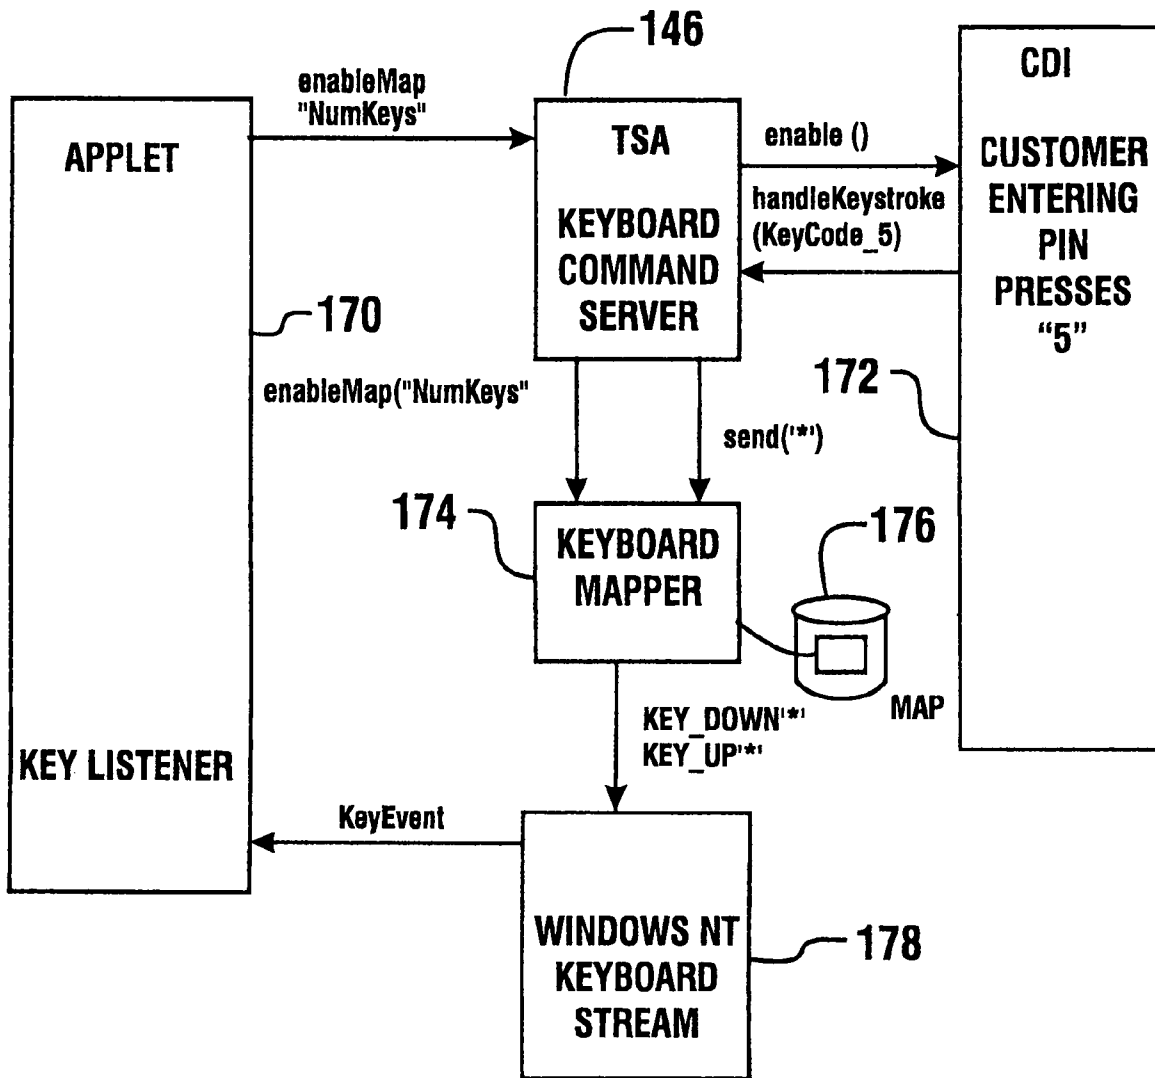 146
CDI
enableMap
"NumKeys"
APPLET
TSA
enable ()
CUSTOMER
ENTERING
PIN
PRESSES
"5"
KEYBOARD
COMMAND
SERVER
handleKeystroke
(KeyCode_5)
170
172
enableMap("NumKeys"
send('*')
174
KEYBOARD
MAPPER
176
MAP
KEY_DOWN'*'
KEY_UP'*'
KEY LISTENER
KeyEvent
WINDOWS NT
KEYBOARD
STREAM
178